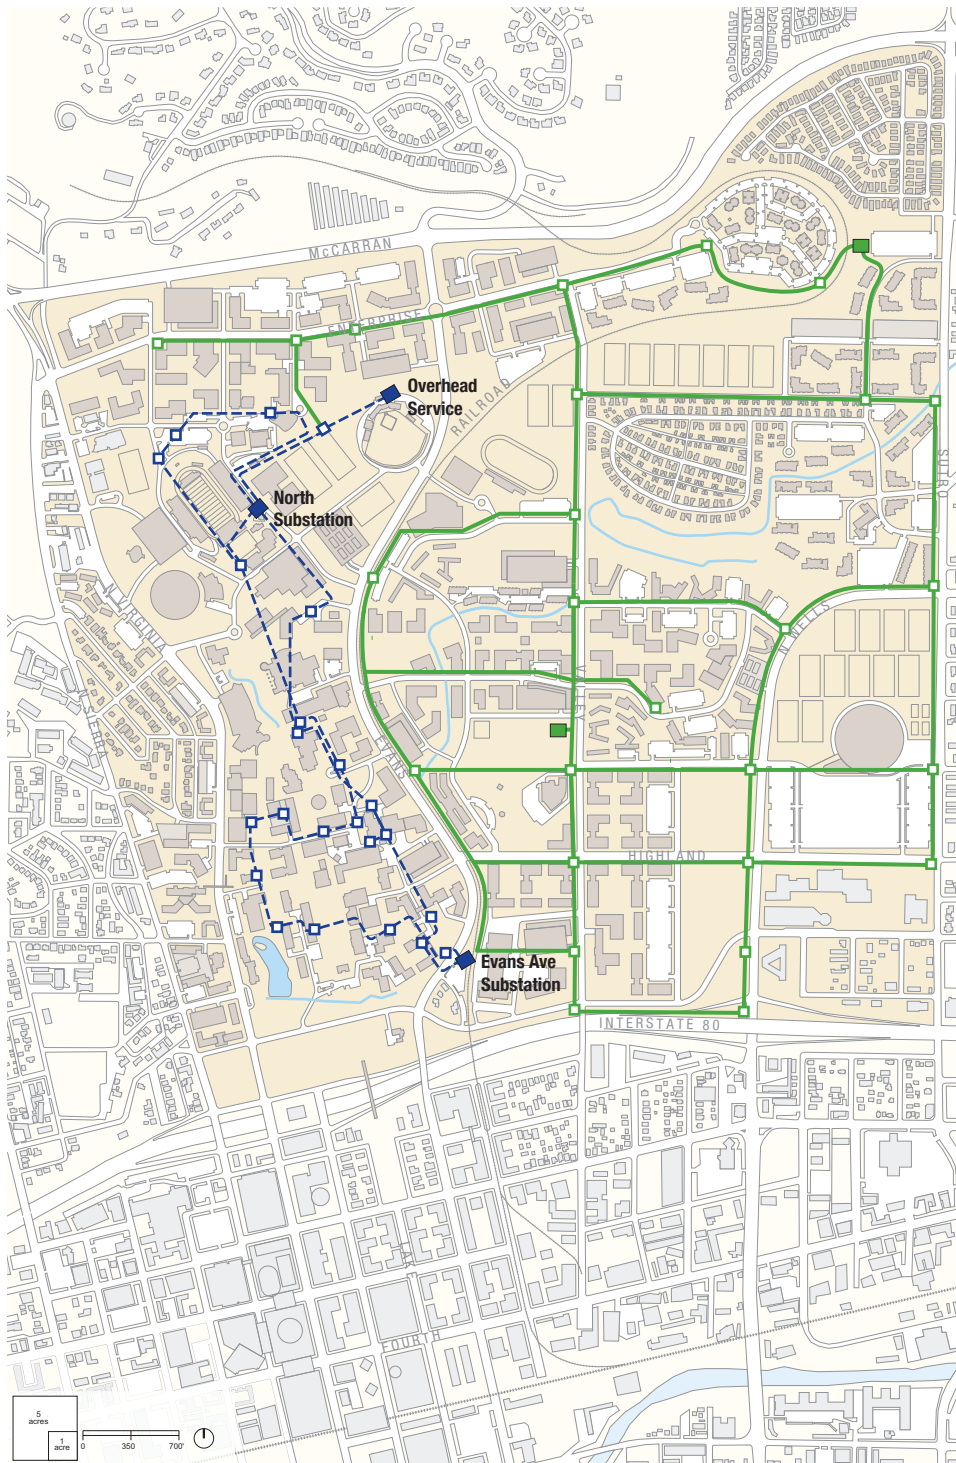 McCARRAN
ENTERPRISE
Overhead
Service
RAILROAD
North
Substation
N VIRGINIA
N SIERRA
EVANS
VALLEY
N WELLS
HIGHLAND
Evans Ave
Substation
INTERSTATE 80
FOURTH
5
acres
1
acre
0
350
700'